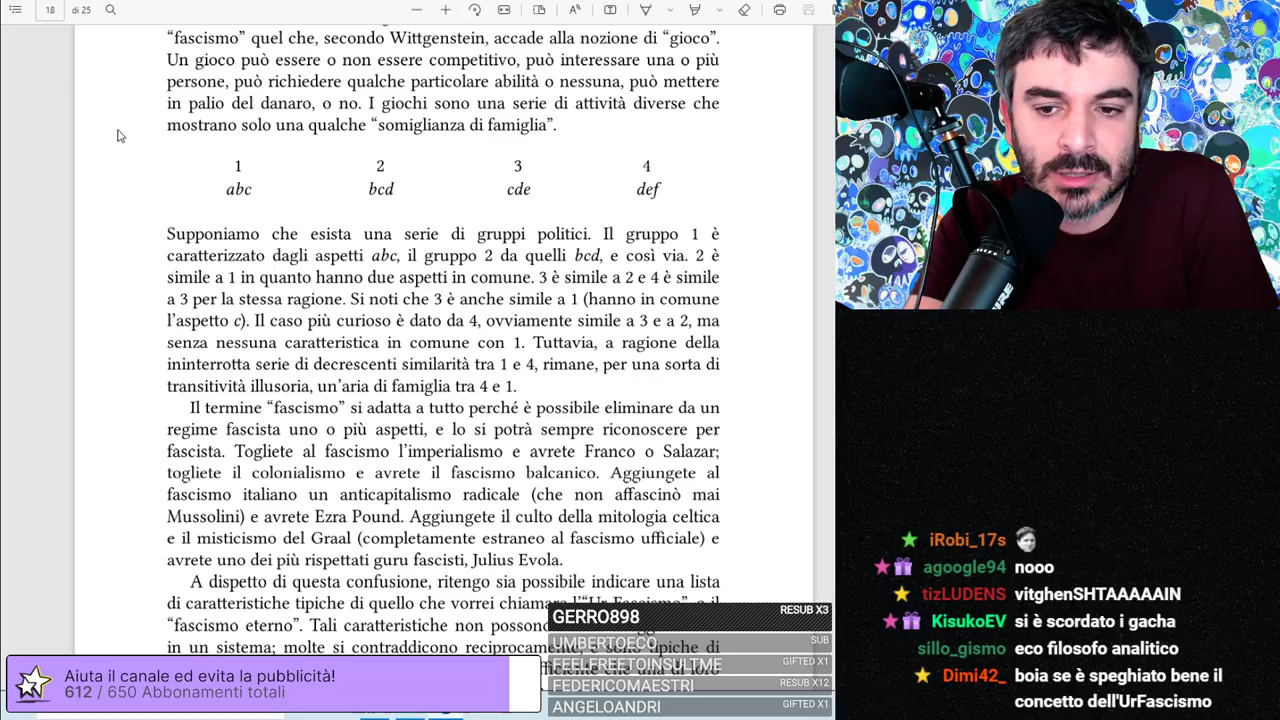 18 di 25
“fascismo” quel che, secondo Wittgenstein, accade alla nozione di “gioco”.
Un gioco può essere o non essere competitivo, può interessare una o più
persone, può richiedere qualche particolare abilità o nessuna, può mettere
in palio del danaro, o no. I giochi sono una serie di attività diverse che
mostrano solo una qualche “somiglianza di famiglia”.
1 2 3 4
abc bcd cde def
Supponiamo che esista una serie di gruppi politici. Il gruppo 1 è
caratterizzato dagli aspetti abc, il gruppo 2 da quelli bcd, e così via. 2 è
simile a 1 in quanto hanno due aspetti in comune. 3 è simile a 2 e 4 è simile
a 3 per la stessa ragione. Si noti che 3 è anche simile a 1 (hanno in comune
l’aspetto c). Il caso più curioso è dato da 4, ovviamente simile a 3 e a 2, ma
senza nessuna caratteristica in comune con 1. Tuttavia, a ragione della
ininterrotta serie di decrescenti similarità tra 1 e 4, rimane, per una sorta di
transitività illusoria, un’aria di famiglia tra 4 e 1.
Il termine “fascismo” si adatta a tutto perché è possibile eliminare da un
regime fascista uno o più aspetti, e lo si potrà sempre riconoscere per
fascista. Togliete al fascismo l’imperialismo e avrete Franco o Salazar;
togliete il colonialismo e avrete il fascismo balcanico. Aggiungete al
fascismo italiano un anticapitalismo radicale (che non affascinò mai
Mussolini) e avrete Ezra Pound. Aggiungete il culto della mitologia celtica
e il misticismo del Graal (completamente estraneo al fascismo ufficiale) e
avrete uno dei più rispettati guru fascisti, Julius Evola.
A dispetto di questa confusione, ritengo sia possibile indicare una lista
di caratteristiche tipiche di quello che vorrei chiamare l’“Ur-Fascismo”, o il
“fascismo eterno”. Tali caratteristiche non possono
in un sistema; molte si contraddicono reciprocamente, e sono tipiche di
Aiuta il canale ed evita la pubblicità!
612 / 650 Abbonamenti totali
GERRO898 RESUB X3
UMBERTOECO SUB
FEELFREETOINSULTME GIFTED X1
FEDERICOMAESTRI RESUB X12
ANGELOANDRI GIFTED X1
SHURE
iRobi_17s
agoogle94 nooo
tizLUDENS vitghenSHTAAAAAIN
KisukoEV si è scordato i gacha
sillo_gismo eco filosofo analitico
Dimi42_ boia se è speghiato bene il
concetto dell'UrFascismo